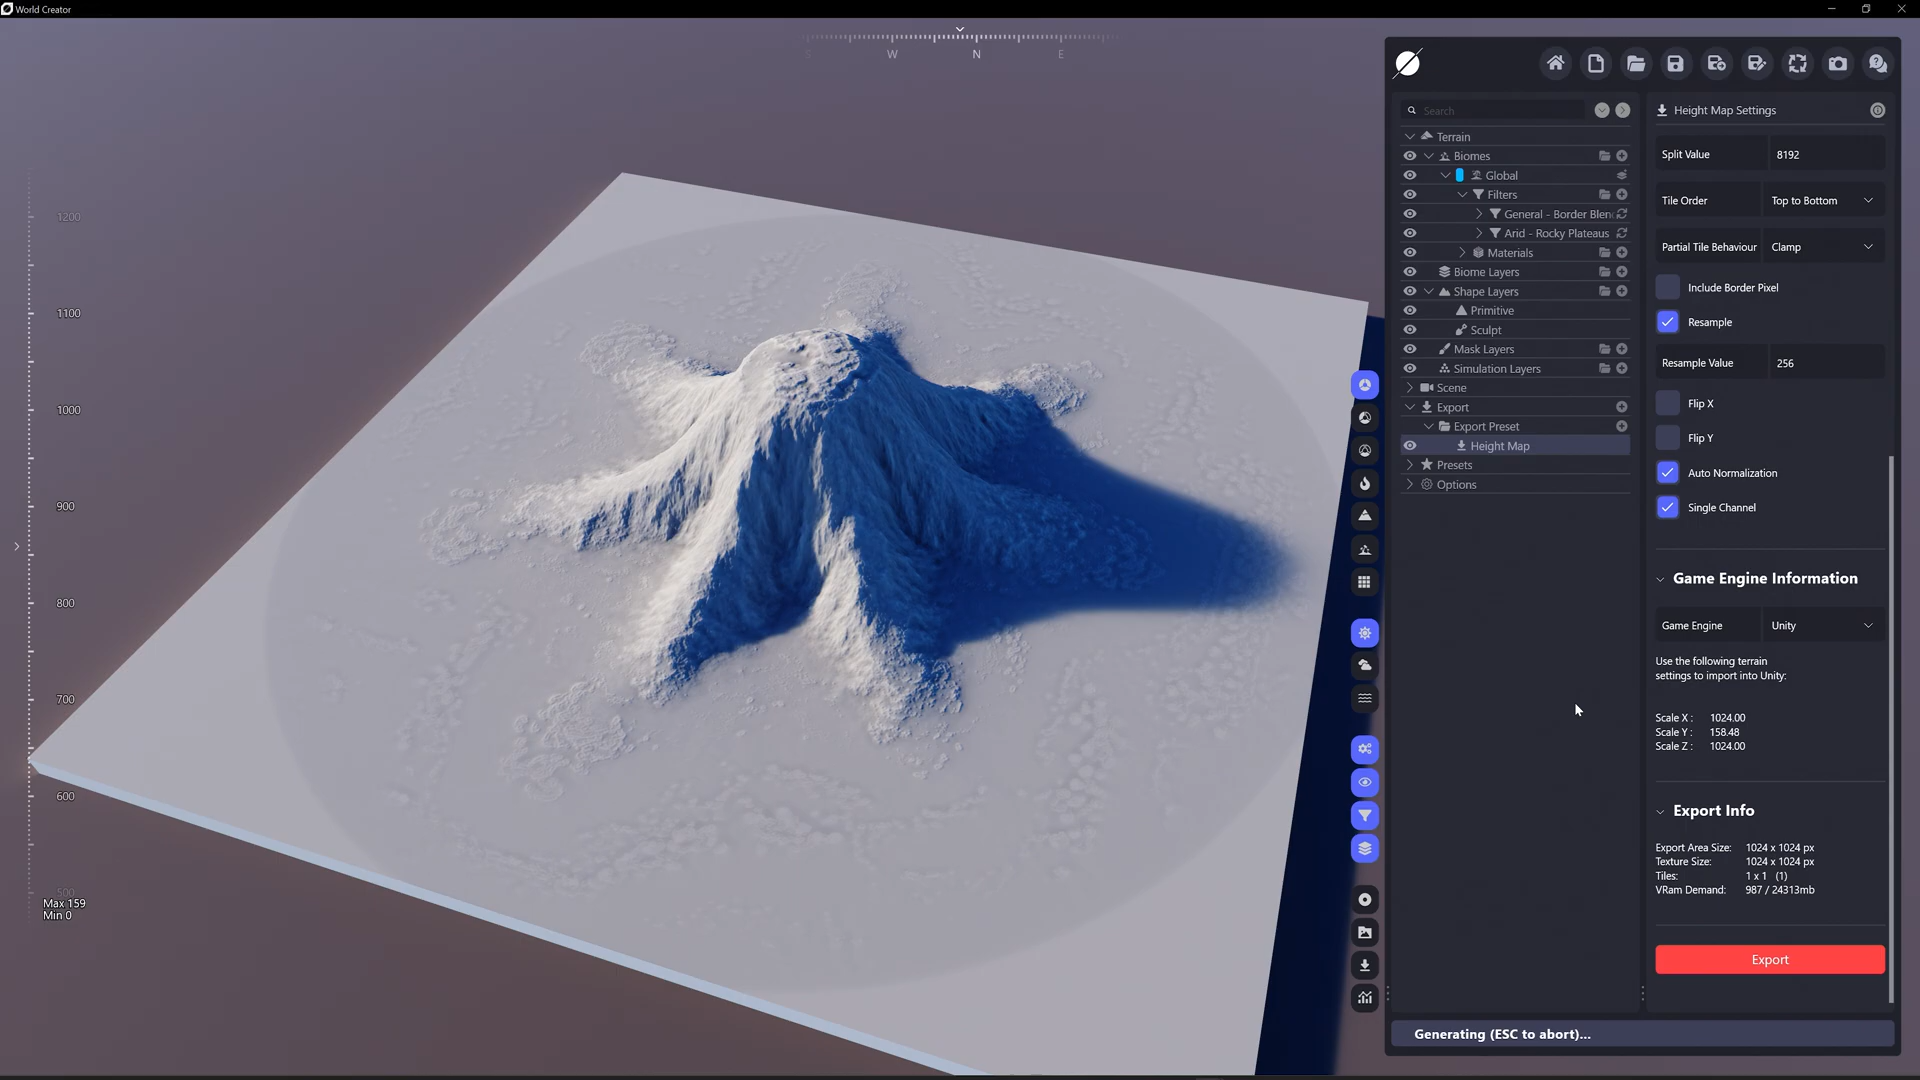 World Creator
S W N E
1200
1100
1000
900
800
700
600
500
Max 159
Min 0
Search
Terrain
Biomes
Global
Filters
General - Border Blen
Arid - Rocky Plateaus
Materials
Biome Layers
Shape Layers
Primitive
Sculpt
Mask Layers
Simulation Layers
Scene
Export
Export Preset
Height Map
Presets
Options
Height Map Settings
Split Value 8192
Tile Order Top to Bottom
Partial Tile Behaviour Clamp
Include Border Pixel
Resample
Resample Value 256
Flip X
Flip Y
Auto Normalization
Single Channel
Game Engine Information
Game Engine Unity
Use the following terrain
settings to import into Unity:
Scale X : 1024.00
Scale Y : 158.48
Scale Z : 1024.00
Export Info
Export Area Size: 1024 x 1024 px
Texture Size: 1024 x 1024 px
Tiles: 1 x 1 (1)
VRam Demand: 987 / 24313mb
Export
Generating (ESC to abort)...